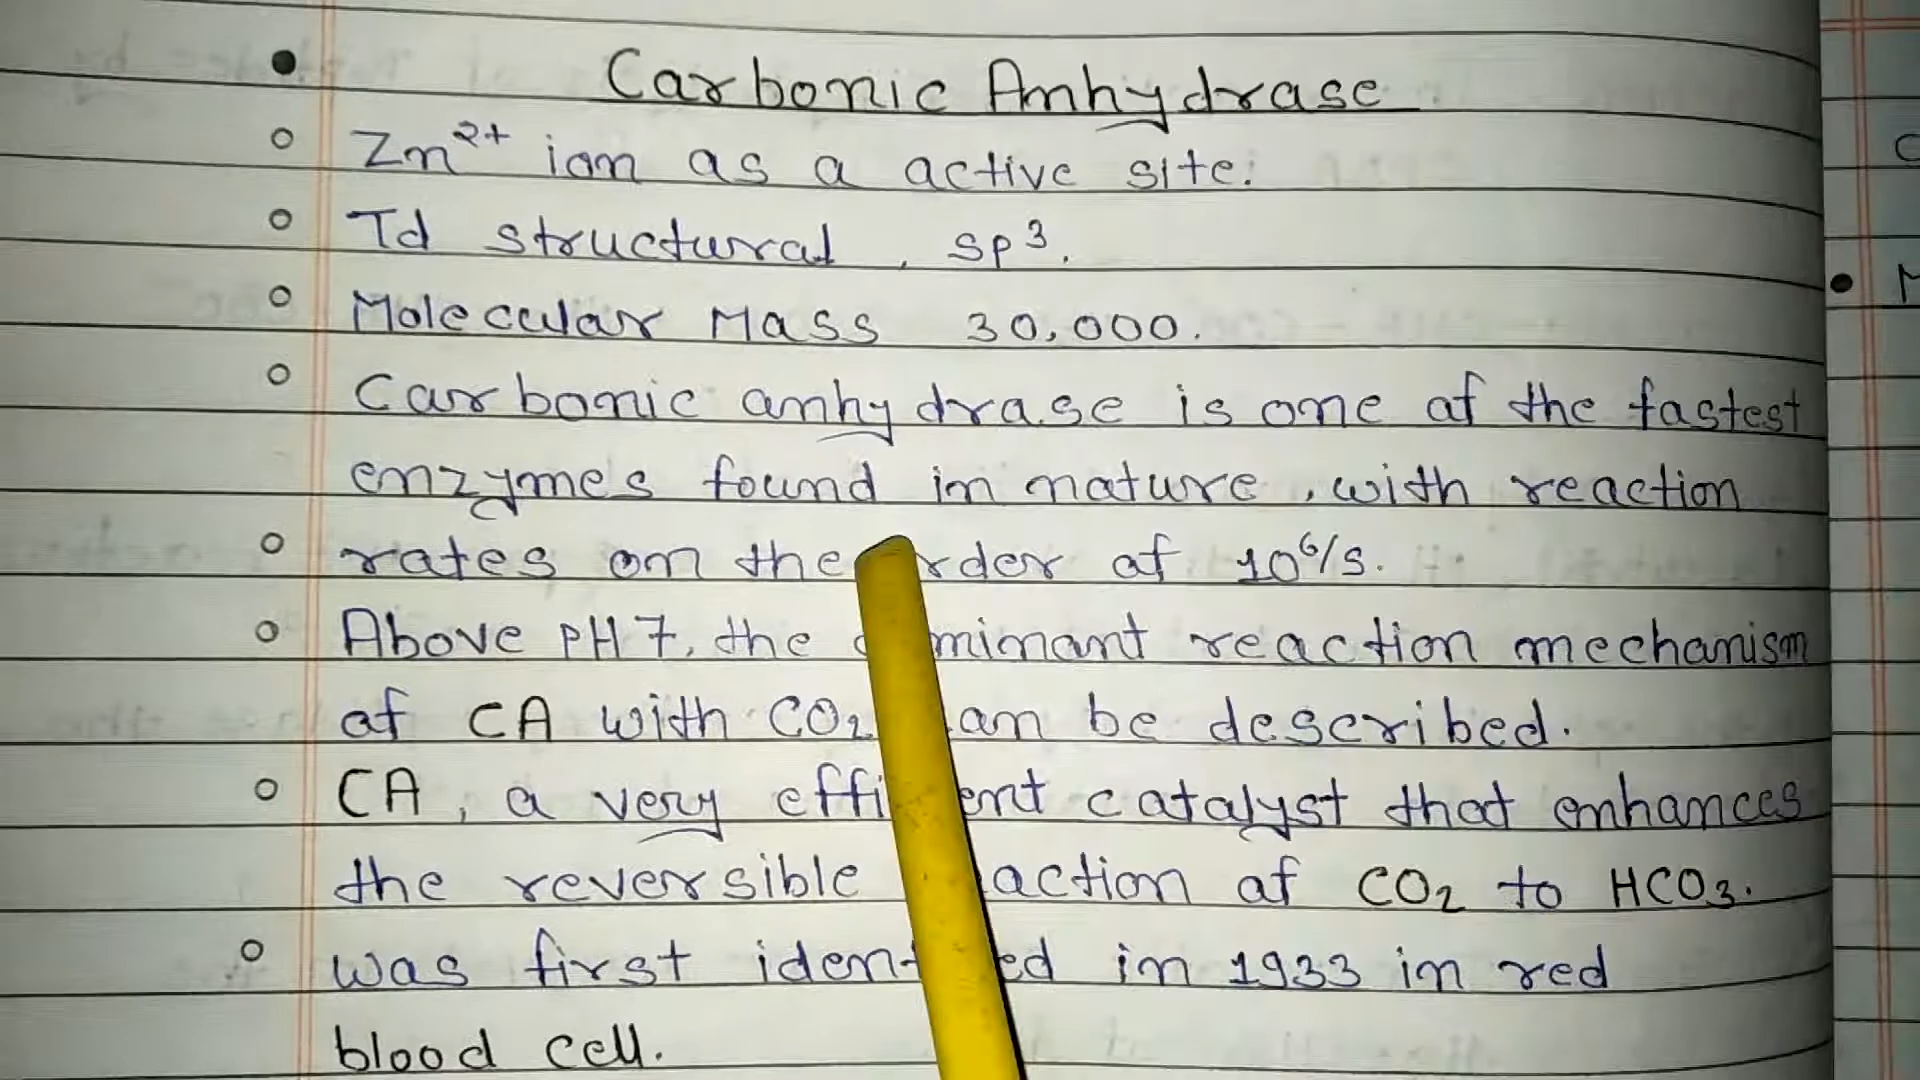 Carbonic Anhydrase
Zn²⁺ ion as a active site.
Td structural, sp³.
Molecular Mass 30,000.
Carbonic anhydrase is one of the fastest
enzymes found in nature, with reaction
rates on the rder of 10⁶/s.
Above PH 7, the minant reaction mechanism
of CA with CO₂ an be described.
CA, a very effi ent catalyst that enhances
the reversible action of CO₂ to HCO₃.
was first ident ed in 1933 in red
blood cell.